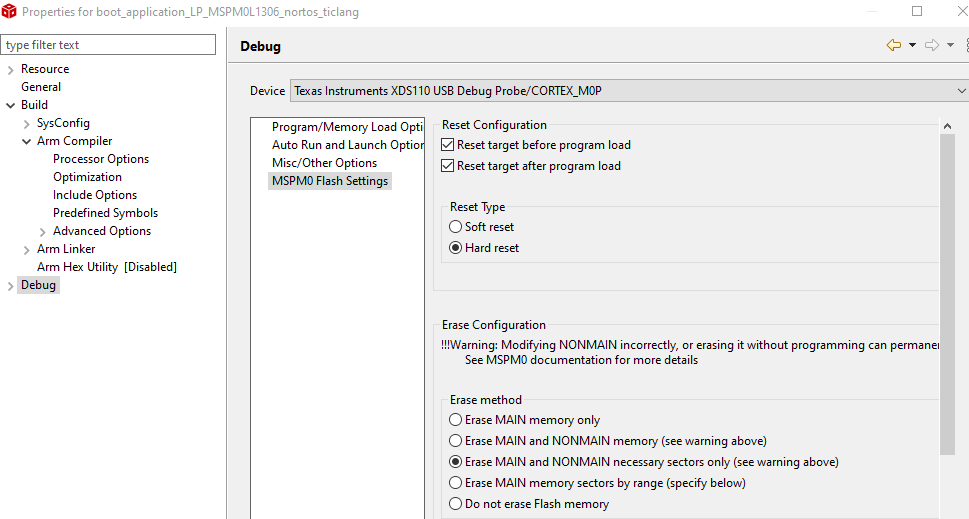 Properties for boot_application_LP_MSPM0L1306_nortos_ticlang
type filter text
Resource
General
Build
SysConfig
Arm Compiler
Processor Options
Optimization
Include Options
Predefined Symbols
Advanced Options
Arm Linker
Arm Hex Utility [Disabled]
Debug
Debug
Device Texas Instruments XDS110 USB Debug Probe/CORTEX_M0P
Program/Memory Load Opti
Auto Run and Launch Option
Misc/Other Options
MSPM0 Flash Settings
Reset Configuration
Reset target before program load
Reset target after program load
Reset Type
Soft reset
Hard reset
Erase Configuration
!!!Warning: Modifying NONMAIN incorrectly, or erasing it without programming can permane
See MSPM0 documentation for more details
Erase method
Erase MAIN memory only
Erase MAIN and NONMAIN memory (see warning above)
Erase MAIN and NONMAIN necessary sectors only (see warning above)
Erase MAIN memory sectors by range (specify below)
Do not erase Flash memory